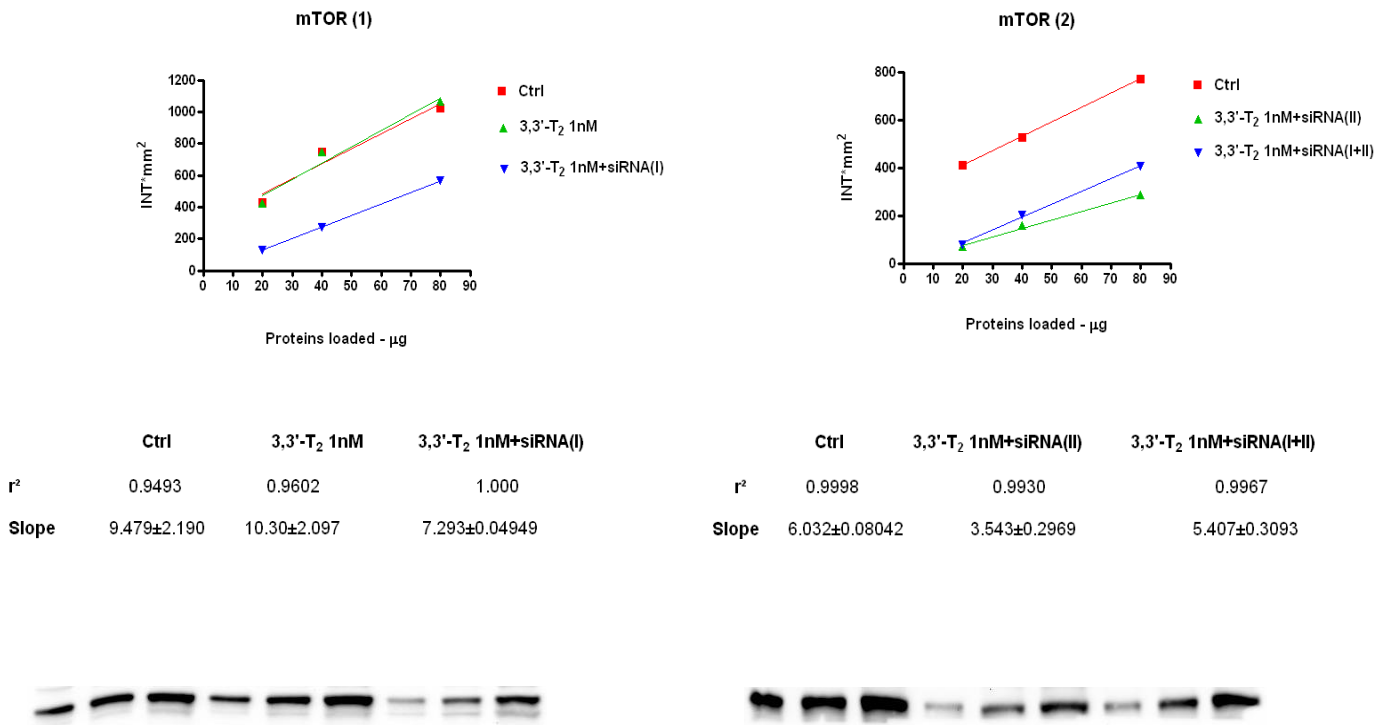 mTOR (1)
INT*mm²
1200
1000
800
600
400
200
0
0 10 20 30 40 50 60 70 80 90
Proteins loaded - μg
Ctrl
3,3'-T₂ 1nM
3,3'-T₂ 1nM+siRNA(I)
mTOR (2)
INT*mm²
800
600
400
200
0
0 10 20 30 40 50 60 70 80 90
Proteins loaded - μg
Ctrl
3,3'-T₂ 1nM+siRNA(II)
3,3'-T₂ 1nM+siRNA(I+II)
Ctrl 3,3'-T₂ 1nM 3,3'-T₂ 1nM+siRNA(I)
r² 0.9493 0.9602 1.000
Slope 9.479±2.190 10.30±2.097 7.293±0.04949
Ctrl 3,3'-T₂ 1nM+siRNA(II) 3,3'-T₂ 1nM+siRNA(I+II)
r² 0.9998 0.9930 0.9967
Slope 6.032±0.08042 3.543±0.2969 5.407±0.3093